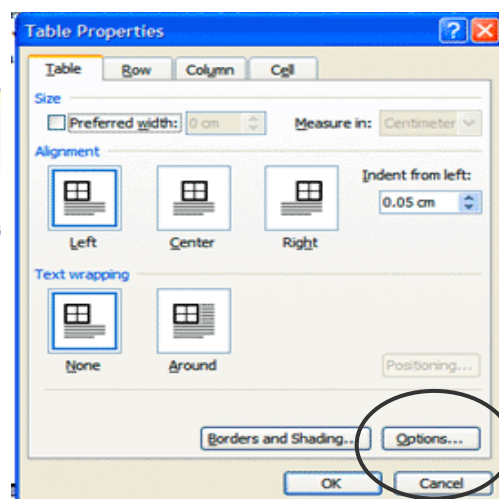 Table Properties
Table Row Column Cell
Size
Preferred width: 0 cm Measure in: Centimeter
Alignment
Indent from left:
0.05 cm
Left Center Right
Text wrapping
None Around Positioning...
Borders and Shading... Options...
OK Cancel